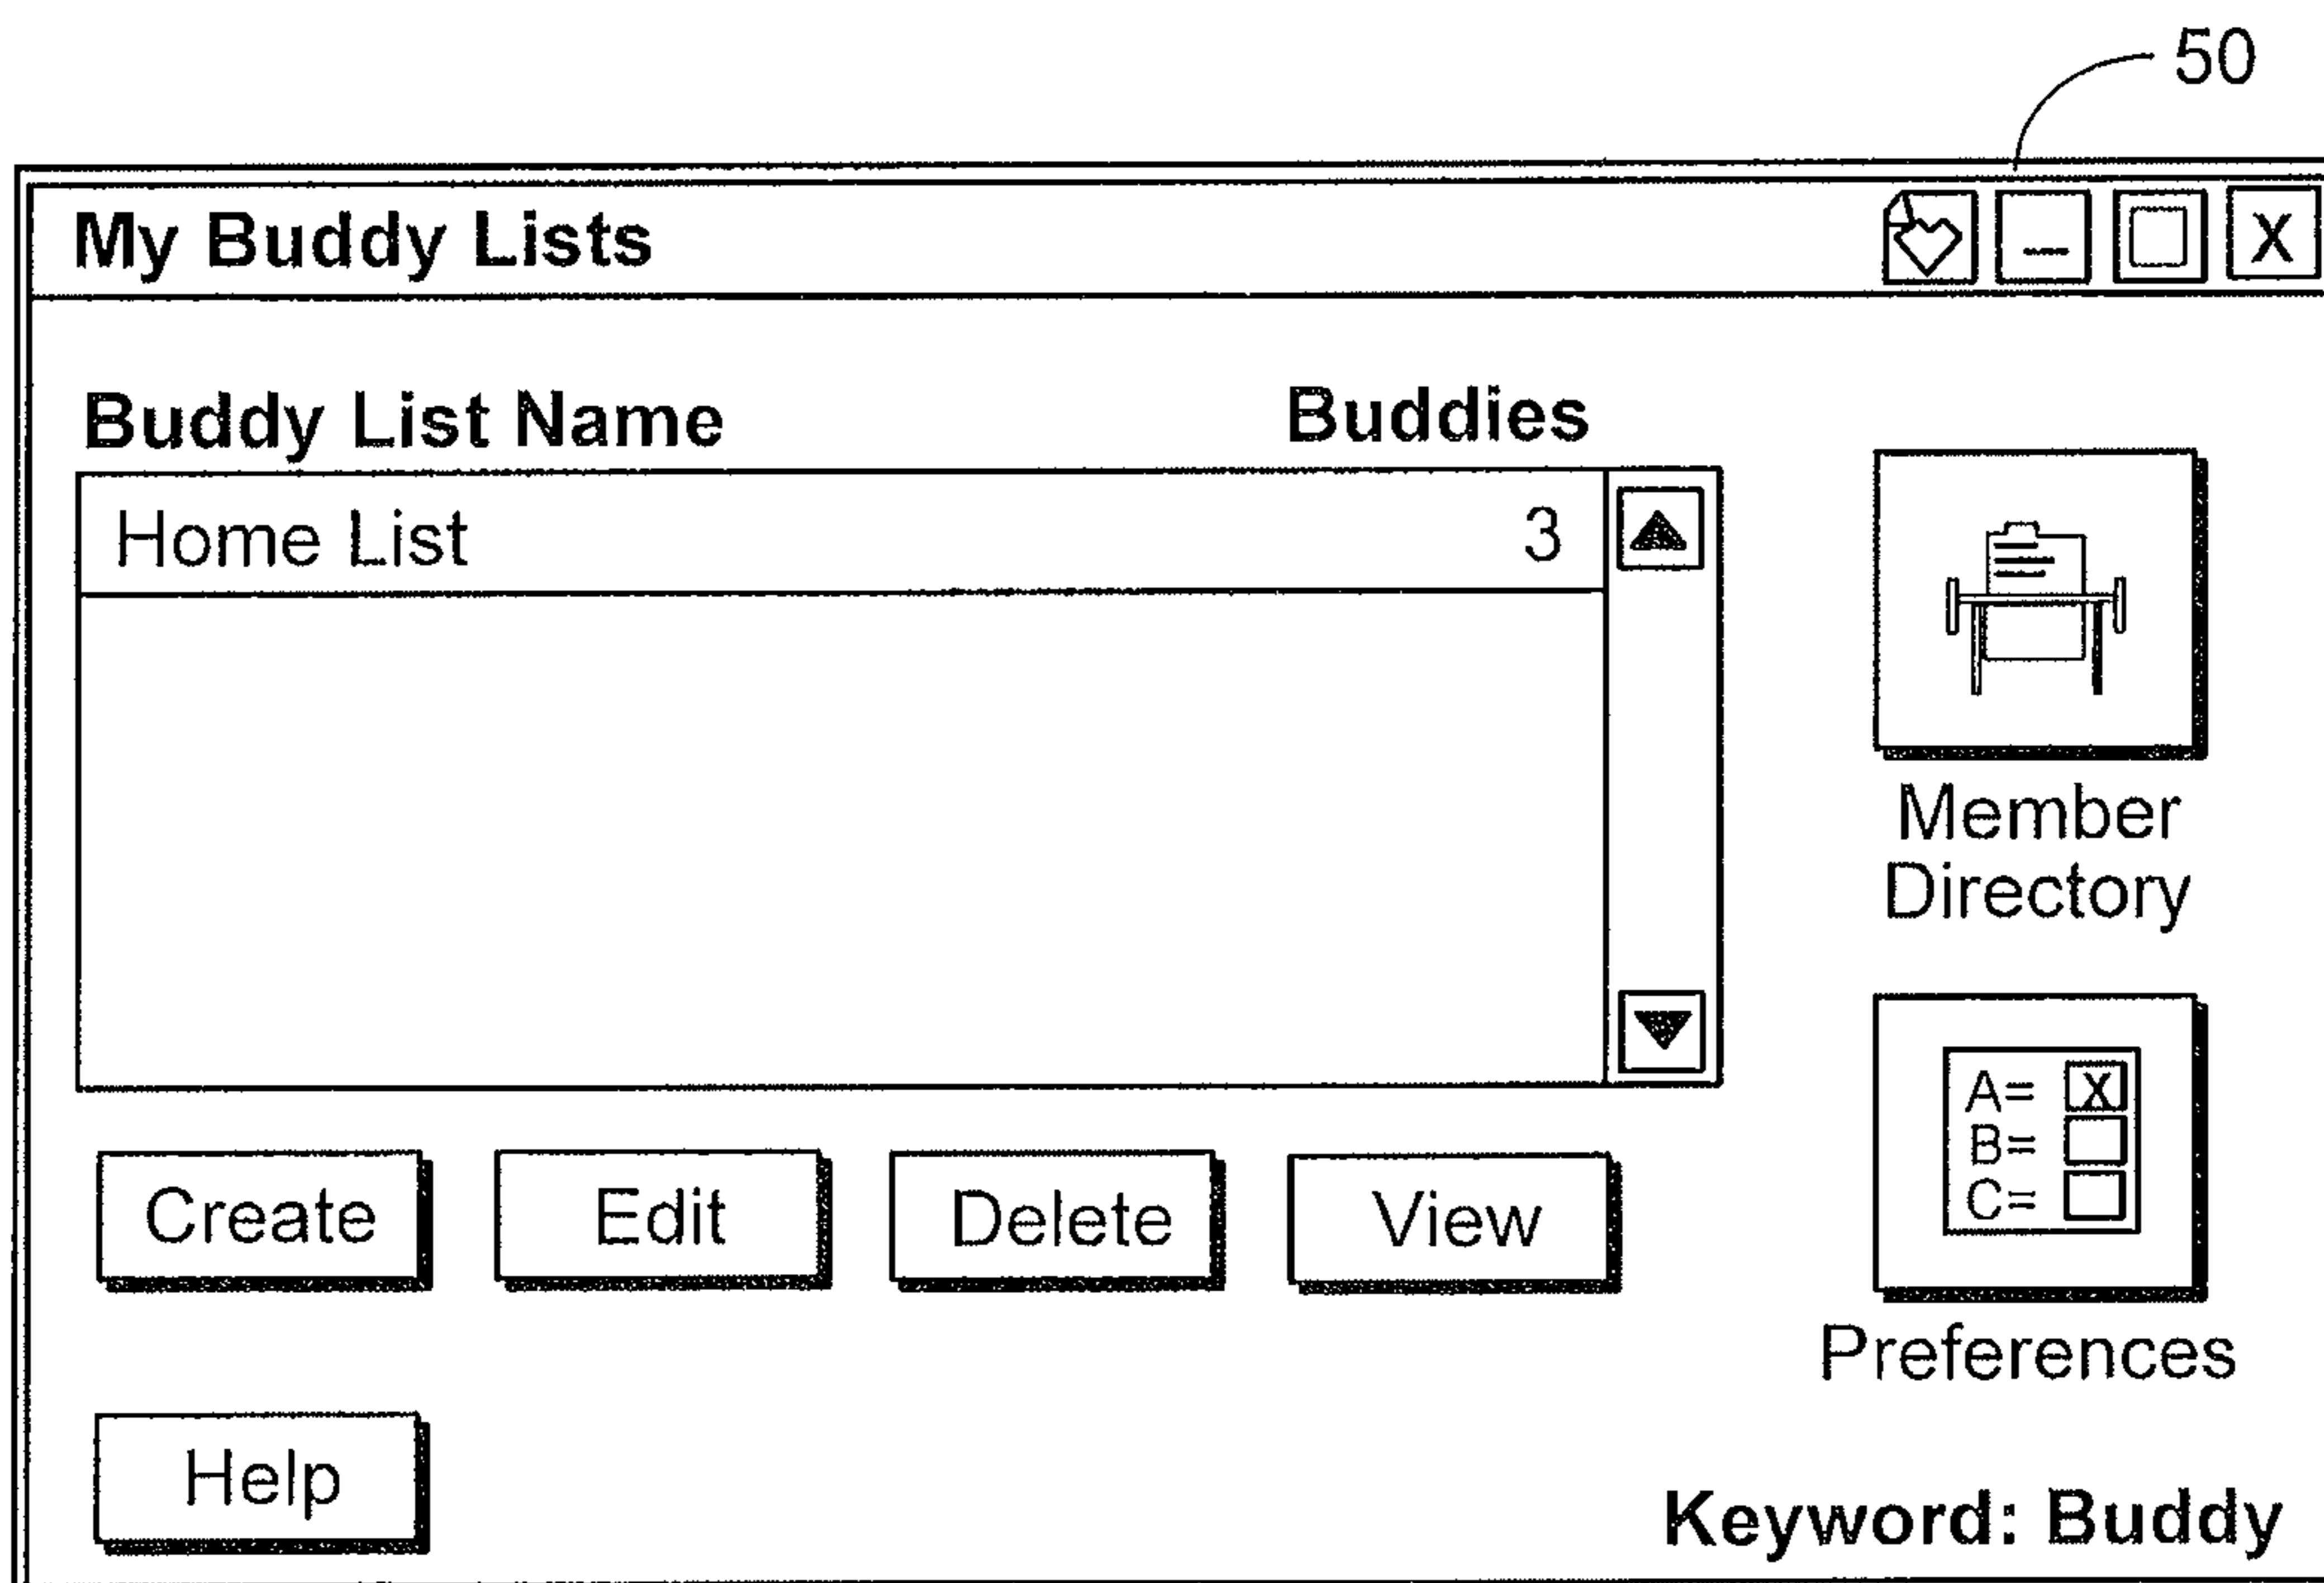 50
My Buddy Lists
X
Buddy List Name Buddies
Home List 3
Member
Directory
A= X
B=
C=
Create Edit Delete View
Preferences
Help
Keyword: Buddy